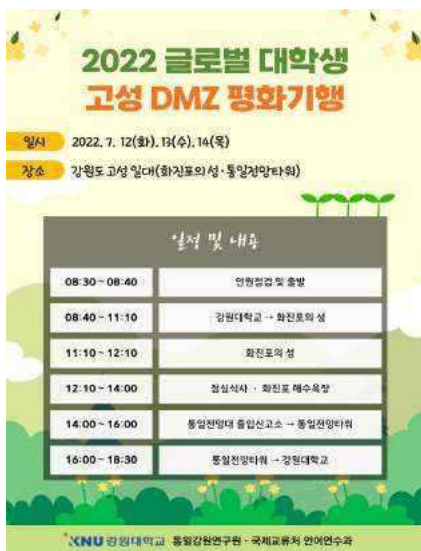 2022 글로벌 대학생
고성 DMZ 평화기행
일시 2022. 7. 12(화), 13(수), 14(목)
장소 강원도 고성 일대(화진포의 성·통일전망타워)
일정 및 내용
08:30 ~ 08:40 인원점검 및 출발
08:40 ~ 11:10 강원대학교 → 화진포의 성
11:10 ~ 12:10 화진포의 성
12:10 ~ 14:00 점심식사 · 화진포 해수욕장
14:00 ~ 16:00 통일전망대 출입신고소 → 통일전망타워
16:00 ~ 18:30 통일전망타워 → 강원대학교
KNU 강원대학교 통일강원연구원 · 국제교류처 언어연수과